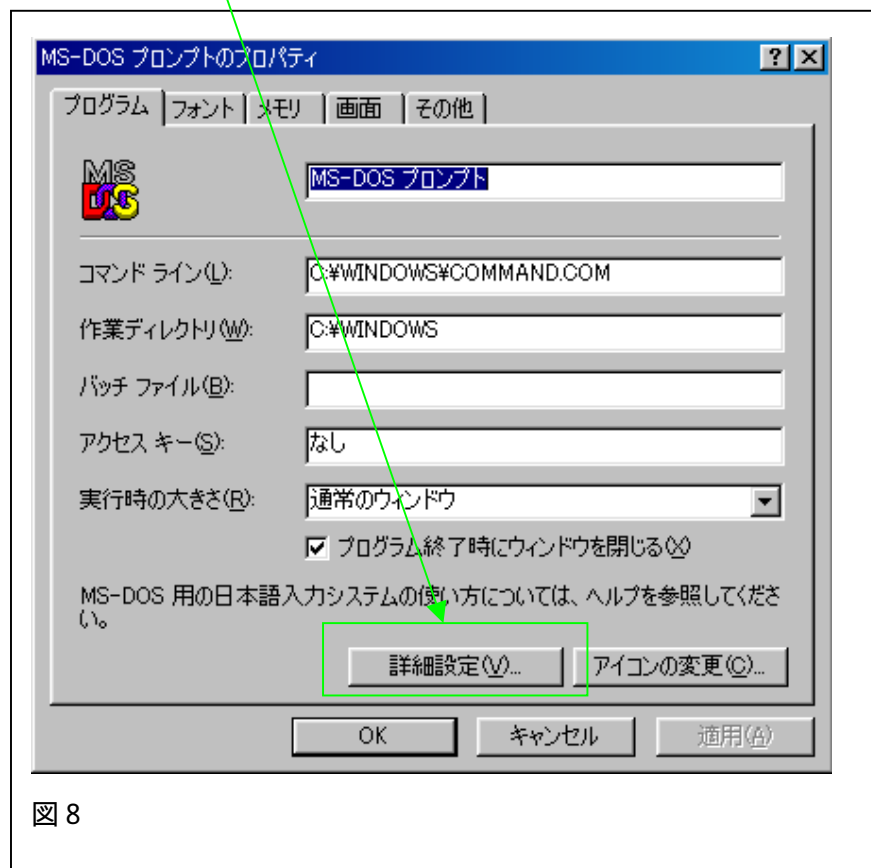 MS-DOS プロンプトのプロパティ
プログラム フォント メモリ 画面 その他
MS
DOS
MS-DOS プロンプト
コマンド ライン(L): C:¥WINDOWS¥COMMAND.COM
作業ディレクトリ(W): C:¥WINDOWS
バッチ ファイル(B):
アクセス キー(S): なし
実行時の大きさ(R): 通常のウィンドウ
プログラム終了時にウィンドウを閉じる(X)
MS-DOS 用の日本語入力システムの使い方については、ヘルプを参照してくださ
い。
詳細設定(V)... アイコンの変更(C)...
OK キャンセル 適用(A)
図 8